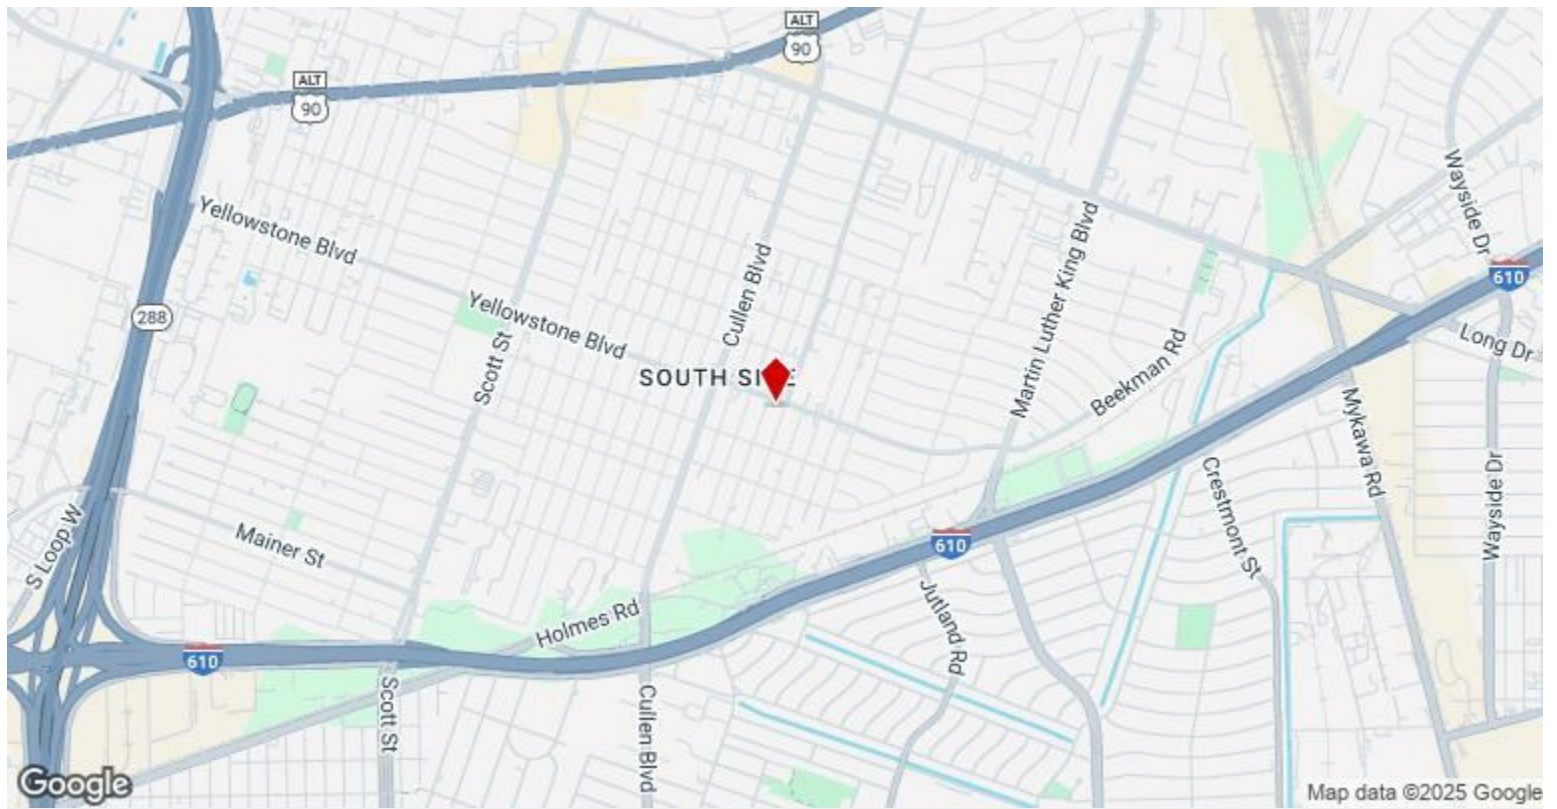 ALT
90
ALT
90
Wayside Dr
Yellowstone Blvd
Yellowstone Blvd
Cullen Blvd
Martin Luther King Blvd
610
288
Scott St
Long Dr
Beekman Rd
SOUTH SI E
Mykawa Rd
Crestmont St
Wayside Dr
S Loop W
Mainer St
610
Jutland Rd
Holmes Rd
610
Scott St
Cullen Blvd
Google
Map data ©2025 Google